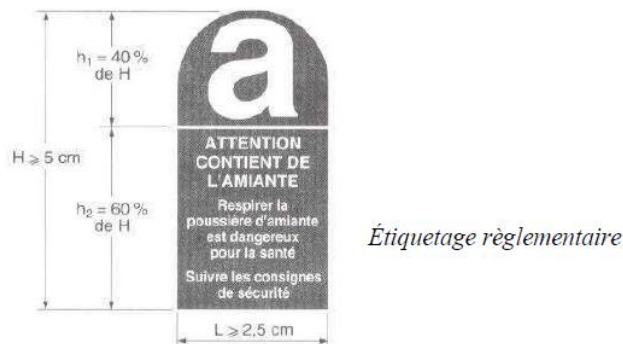 h₁ = 40 %
de H
H ⩾ 5 cm
h₂ = 60 %
de H
a
ATTENTION
CONTIENT DE
L'AMIANTE
Respirer la
poussière d'amiante
est dangereux
pour la santé
Suivre les consignes
de sécurité
L ⩾ 2,5 cm
Étiquetage règlementaire